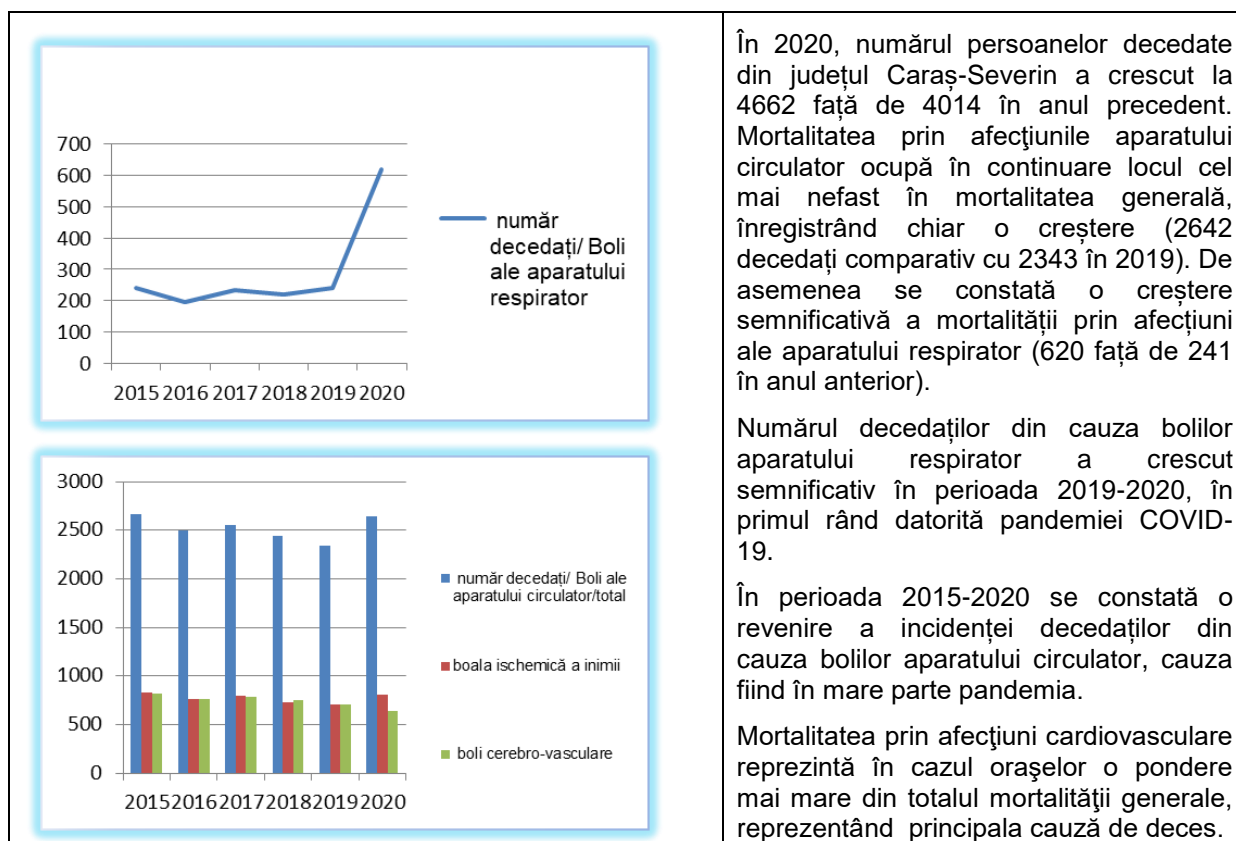 700
600
500
400
300
200
100
0
2015 2016 2017 2018 2019 2020
număr
decedați/ Boli
ale aparatului
respirator
3000
2500
2000
1500
1000
500
0
2015 2016 2017 2018 2019 2020
număr decedați/ Boli ale
aparatului circulator/total
boala ischemică a inimii
boli cerebro-vasculare
În 2020, numărul persoanelor decedate
din județul Caraș-Severin a crescut la
4662 față de 4014 în anul precedent.
Mortalitatea prin afecţiunile aparatului
circulator ocupă în continuare locul cel
mai nefast în mortalitatea generală,
înregistrând chiar o creștere (2642
decedați comparativ cu 2343 în 2019). De
asemenea se constată o creștere
semnificativă a mortalității prin afecțiuni
ale aparatului respirator (620 față de 241
în anul anterior).
Numărul decedaților din cauza bolilor
aparatului respirator a crescut
semnificativ în perioada 2019-2020, în
primul rând datorită pandemiei COVID-
19.
În perioada 2015-2020 se constată o
revenire a incidenței decedaților din
cauza bolilor aparatului circulator, cauza
fiind în mare parte pandemia.
Mortalitatea prin afecţiuni cardiovasculare
reprezintă în cazul oraşelor o pondere
mai mare din totalul mortalităţii generale,
reprezentând principala cauză de deces.